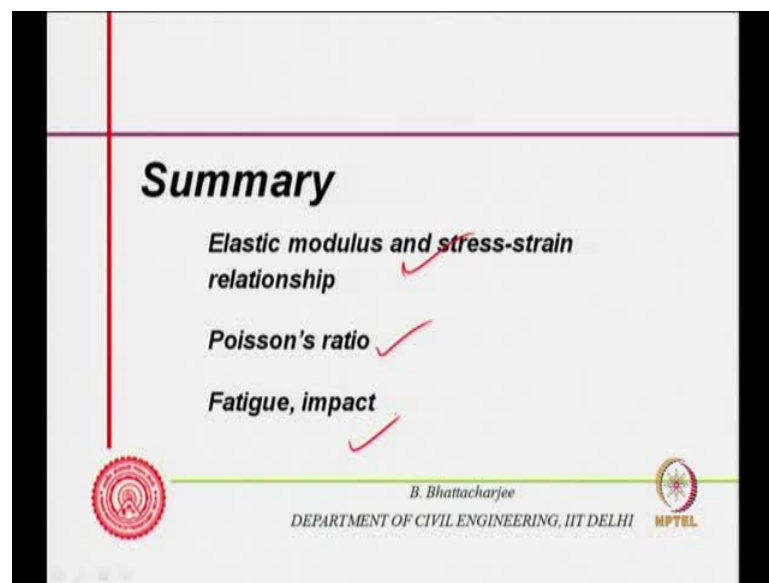 Summary
Elastic modulus and stress-strain
relationship
Poisson's ratio
Fatigue, impact
B. Bhattacharjee
DEPARTMENT OF CIVIL ENGINEERING, IIT DELHI
NPTEL